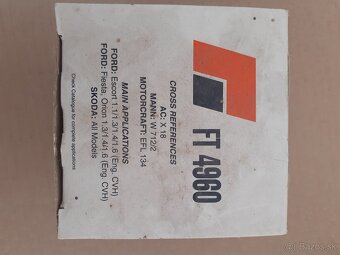 FT 4960
CROSS REFERENCES
AC: X 18
MANN: W 712/2
MOTORCRAFT: EFL 134
MAIN APPLICATIONS
FORD: Escort 1.1/1.3/1.4/1.6 (Eng. CVH)
FORD: Fiesta, Orion 1.3/1.4/1.6 (Eng. CVH)
SKODA: All Models
Check Catalogue for complete applications